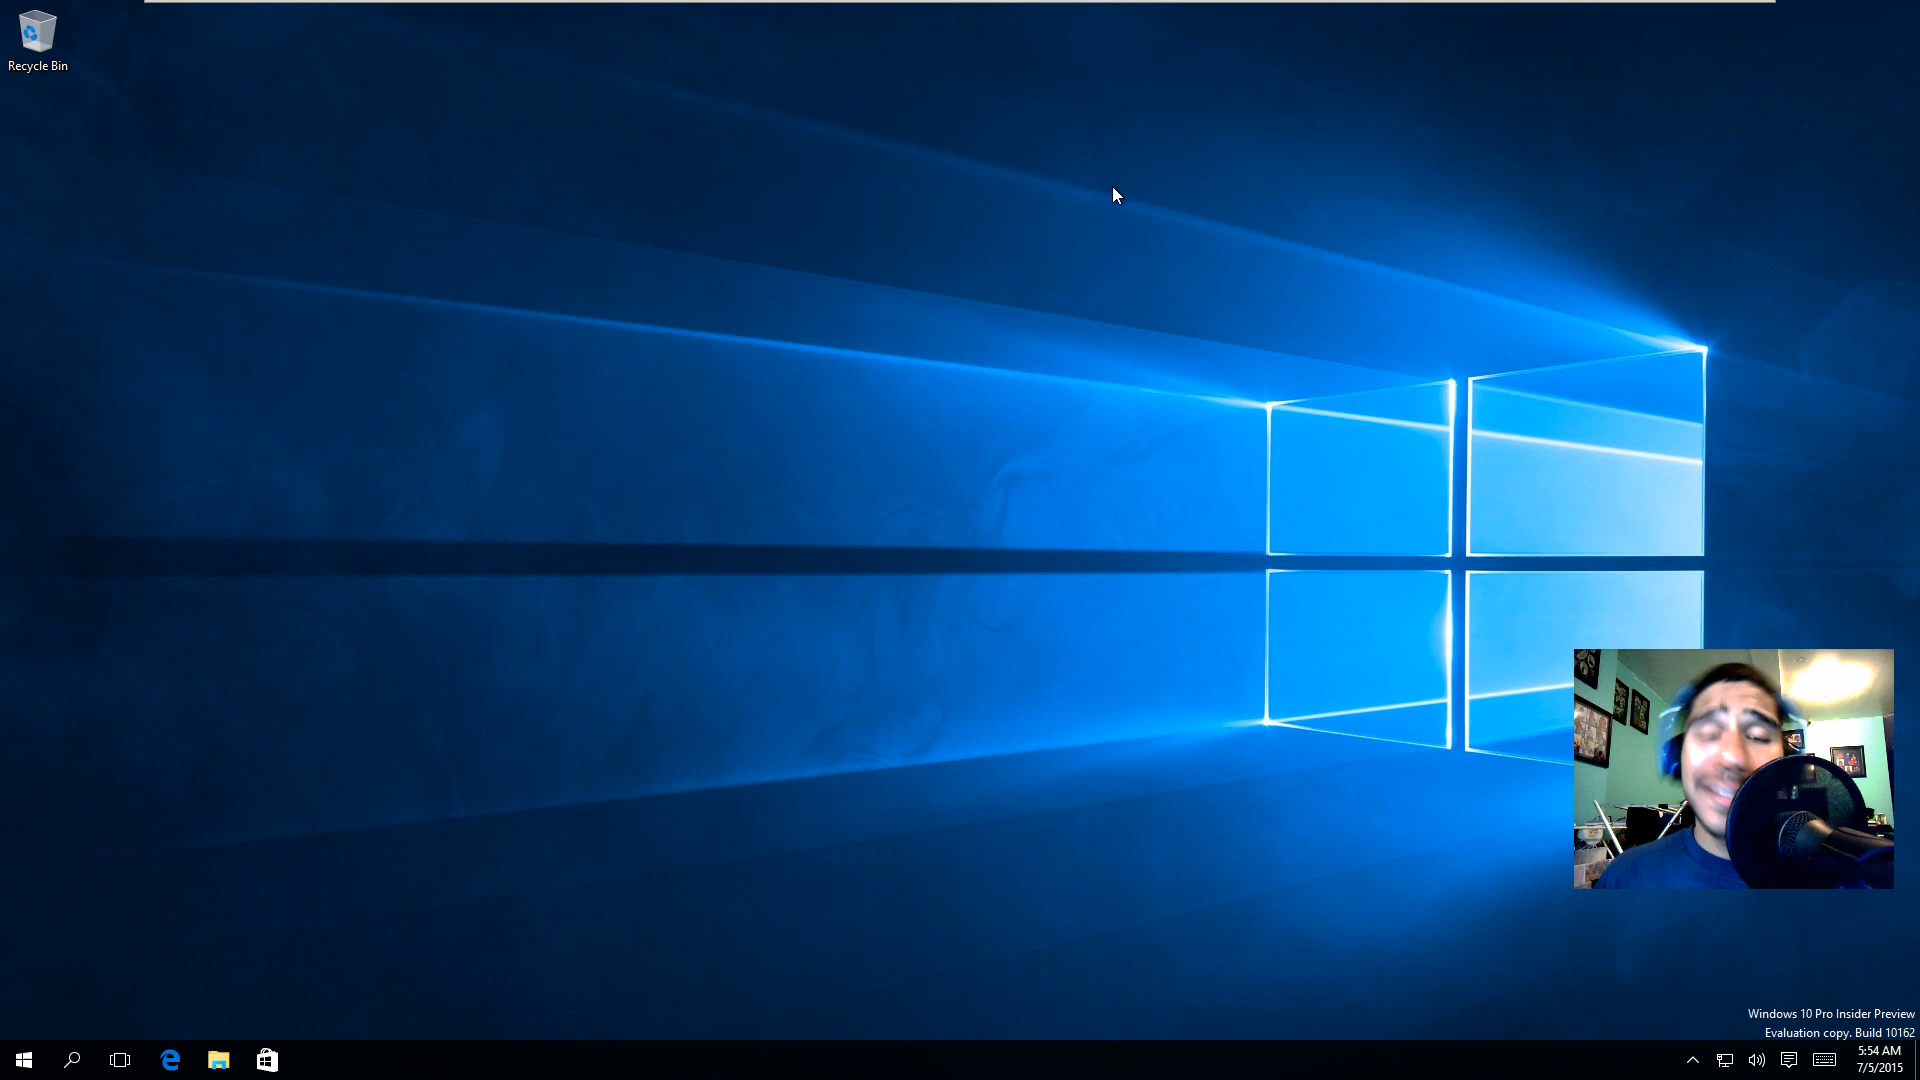 Recycle Bin
Windows 10 Pro Insider Preview
Evaluation copy. Build 10162
5:54 AM
7/5/2015